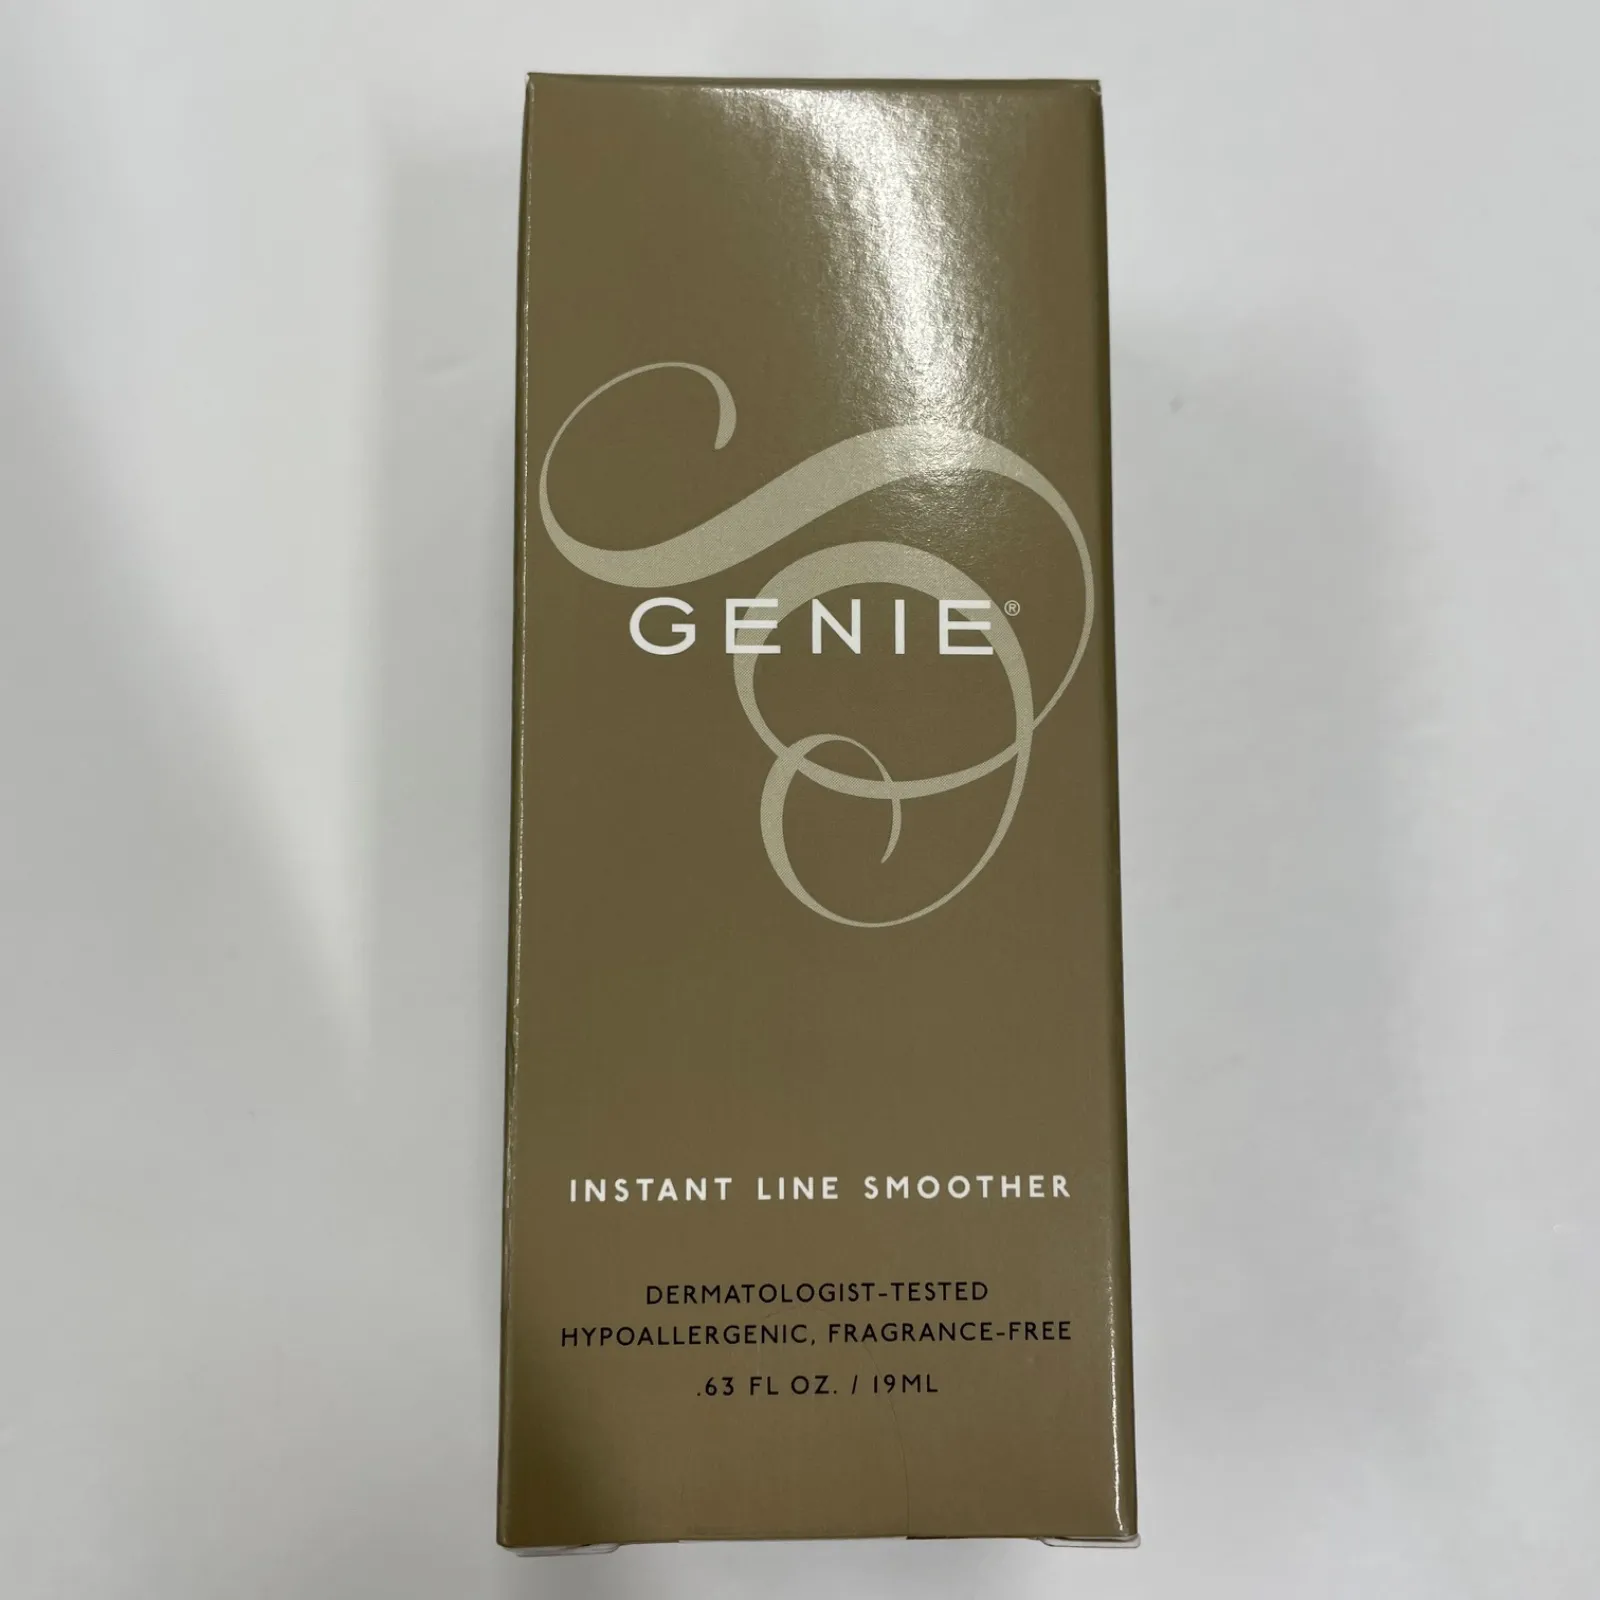 GENIE®
INSTANT LINE SMOOTHER
DERMATOLOGIST-TESTED
HYPOALLERGENIC, FRAGRANCE-FREE
.63 FL OZ. / 19ML